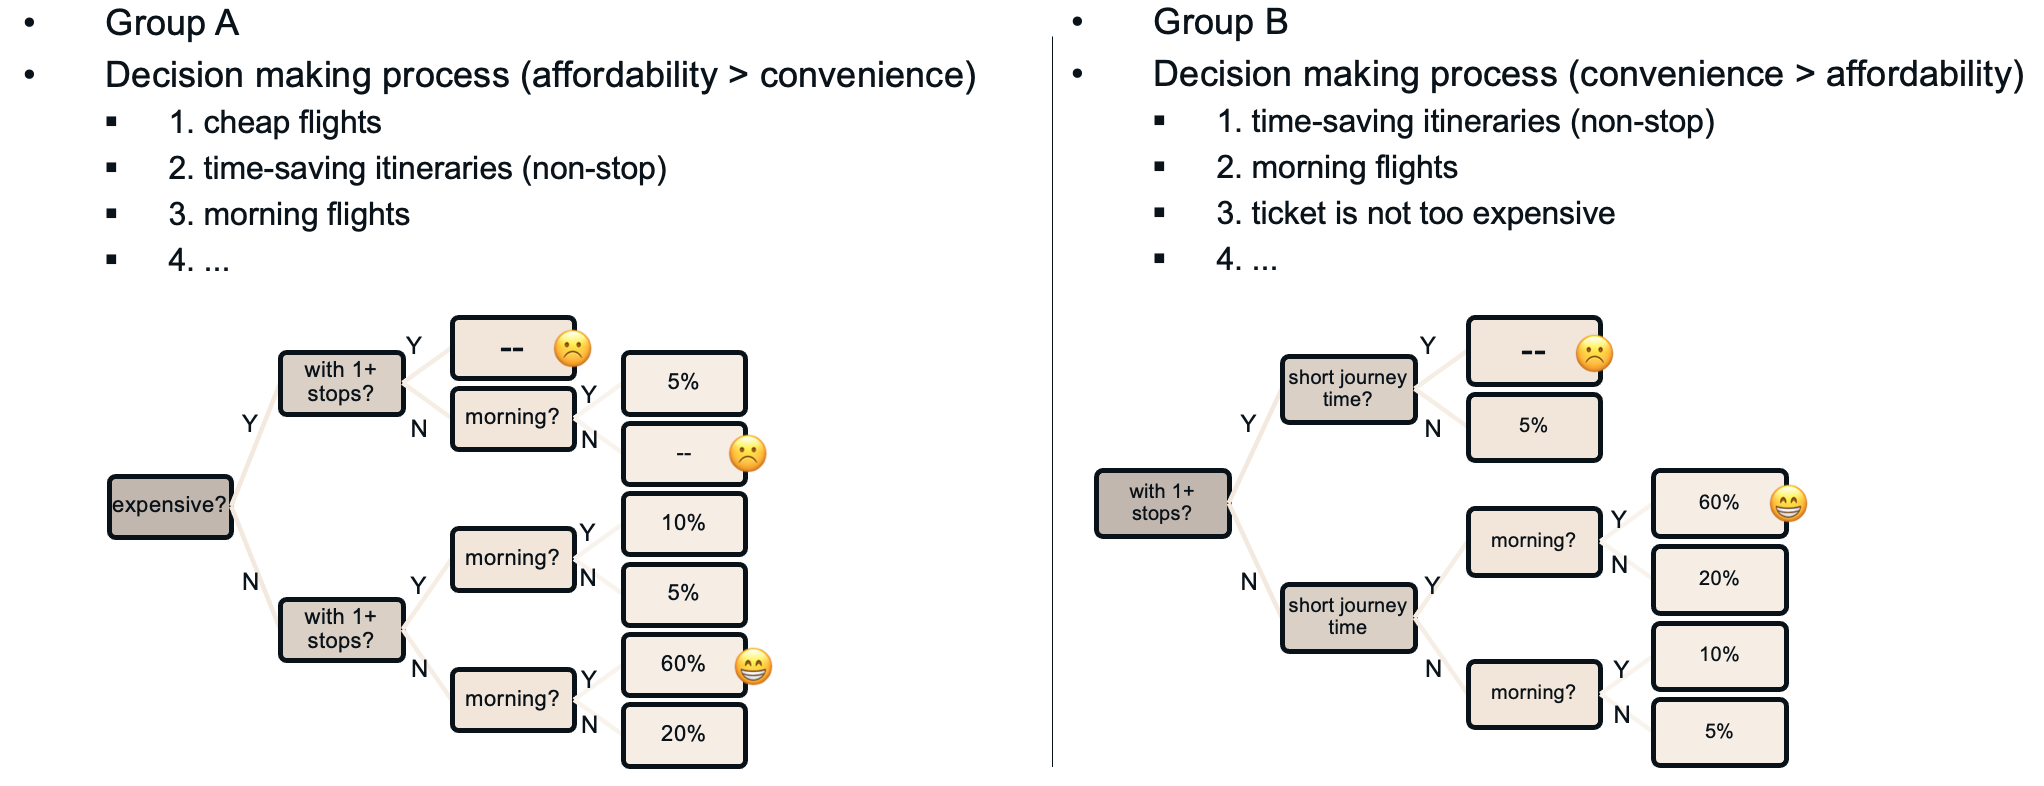 • Group A
• Decision making process (affordability > convenience)
▪ 1. cheap flights
▪ 2. time-saving itineraries (non-stop)
▪ 3. morning flights
▪ 4. ...
expensive?
Y
N
with 1+
stops?
Y
N
--
morning?
Y
N
5%
--
with 1+
stops?
Y
N
morning?
Y
N
10%
5%
morning?
Y
N
60%
20%
• Group B
• Decision making process (convenience > affordability)
▪ 1. time-saving itineraries (non-stop)
▪ 2. morning flights
▪ 3. ticket is not too expensive
▪ 4. ...
with 1+
stops?
Y
N
short journey
time?
Y
N
--
5%
short journey
time
Y
N
morning?
Y
N
60%
20%
morning?
Y
N
10%
5%